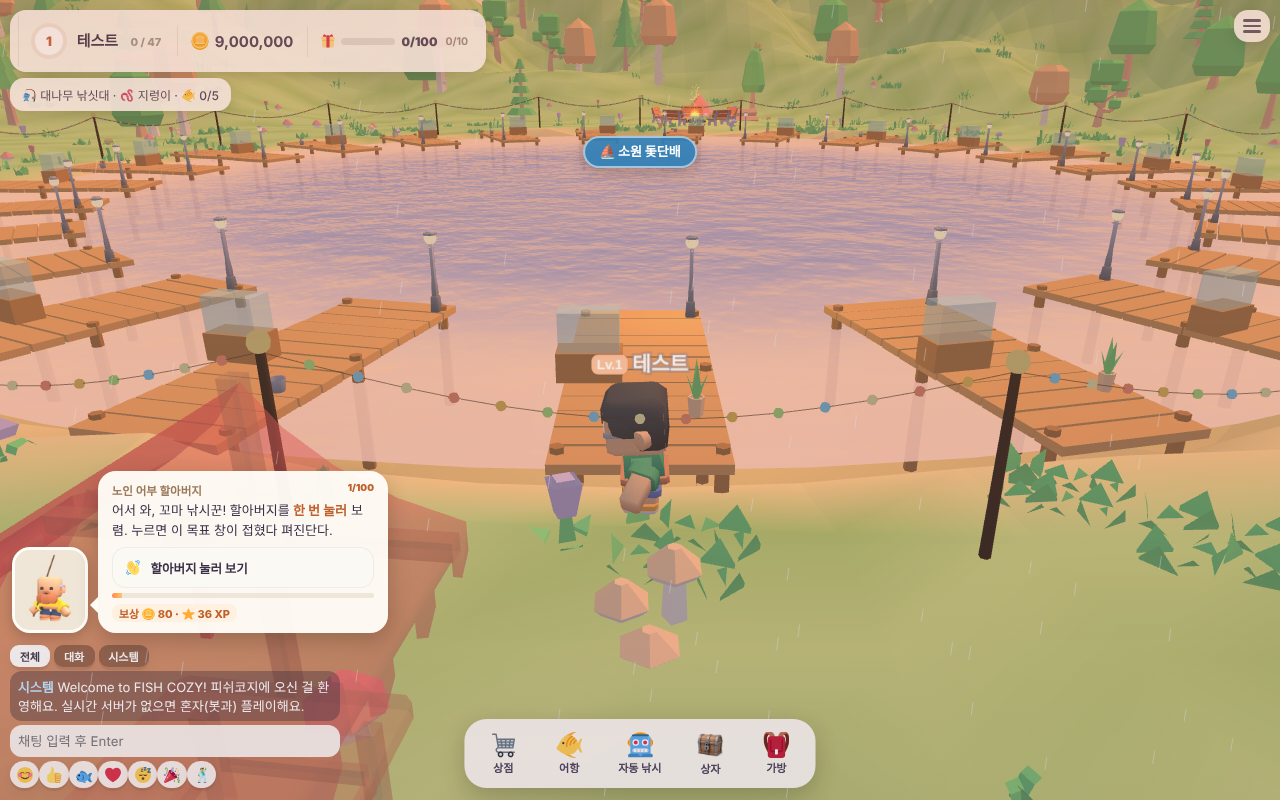 1 테스트 0 / 47 9,000,000 0/100 0/10
대나무 낚싯대 · 지렁이 · 0/5
소원 돛단배
Lv.1 테스트
노인 어부 할아버지 1/100
어서 와, 꼬마 낚시꾼! 할아버지를 한 번 눌러 보
렴. 누르면 이 목표 창이 접혔다 펴진단다.
할아버지 눌러 보기
보상 80 · 36 XP
전체 대화 시스템
시스템 Welcome to FISH COZY! 피쉬코지에 오신 걸 환
영해요. 실시간 서버가 없으면 혼자(봇과) 플레이해요.
채팅 입력 후 Enter
상점 어항 자동 낚시 상자 가방